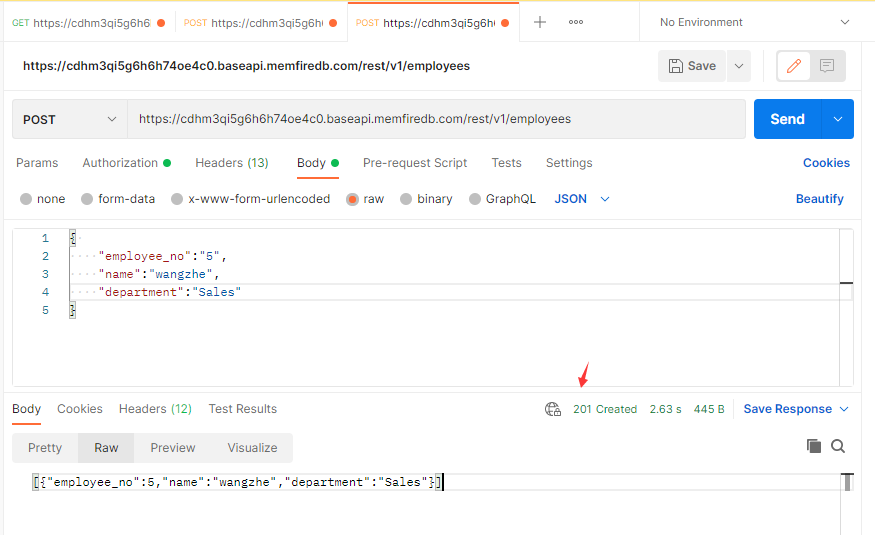 GET https://cdhm3qi5g6h6 POST https://cdhm3qi5g6h POST https://cdhm3qi5g6h No Environment
https://cdhm3qi5g6h6h74oe4c0.baseapi.memfiredb.com/rest/v1/employees Save
POST https://cdhm3qi5g6h6h74oe4c0.baseapi.memfiredb.com/rest/v1/employees Send
Params Authorization Headers (13) Body Pre-request Script Tests Settings Cookies
none form-data x-www-form-urlencoded raw binary GraphQL JSON Beautify
1 {
2 "employee_no":"5",
3 "name":"wangzhe",
4 "department":"Sales"
5 }
Body Cookies Headers (12) Test Results 201 Created 2.63 s 445 B Save Response
Pretty Raw Preview Visualize
[{"employee_no":5,"name":"wangzhe","department":"Sales"}]